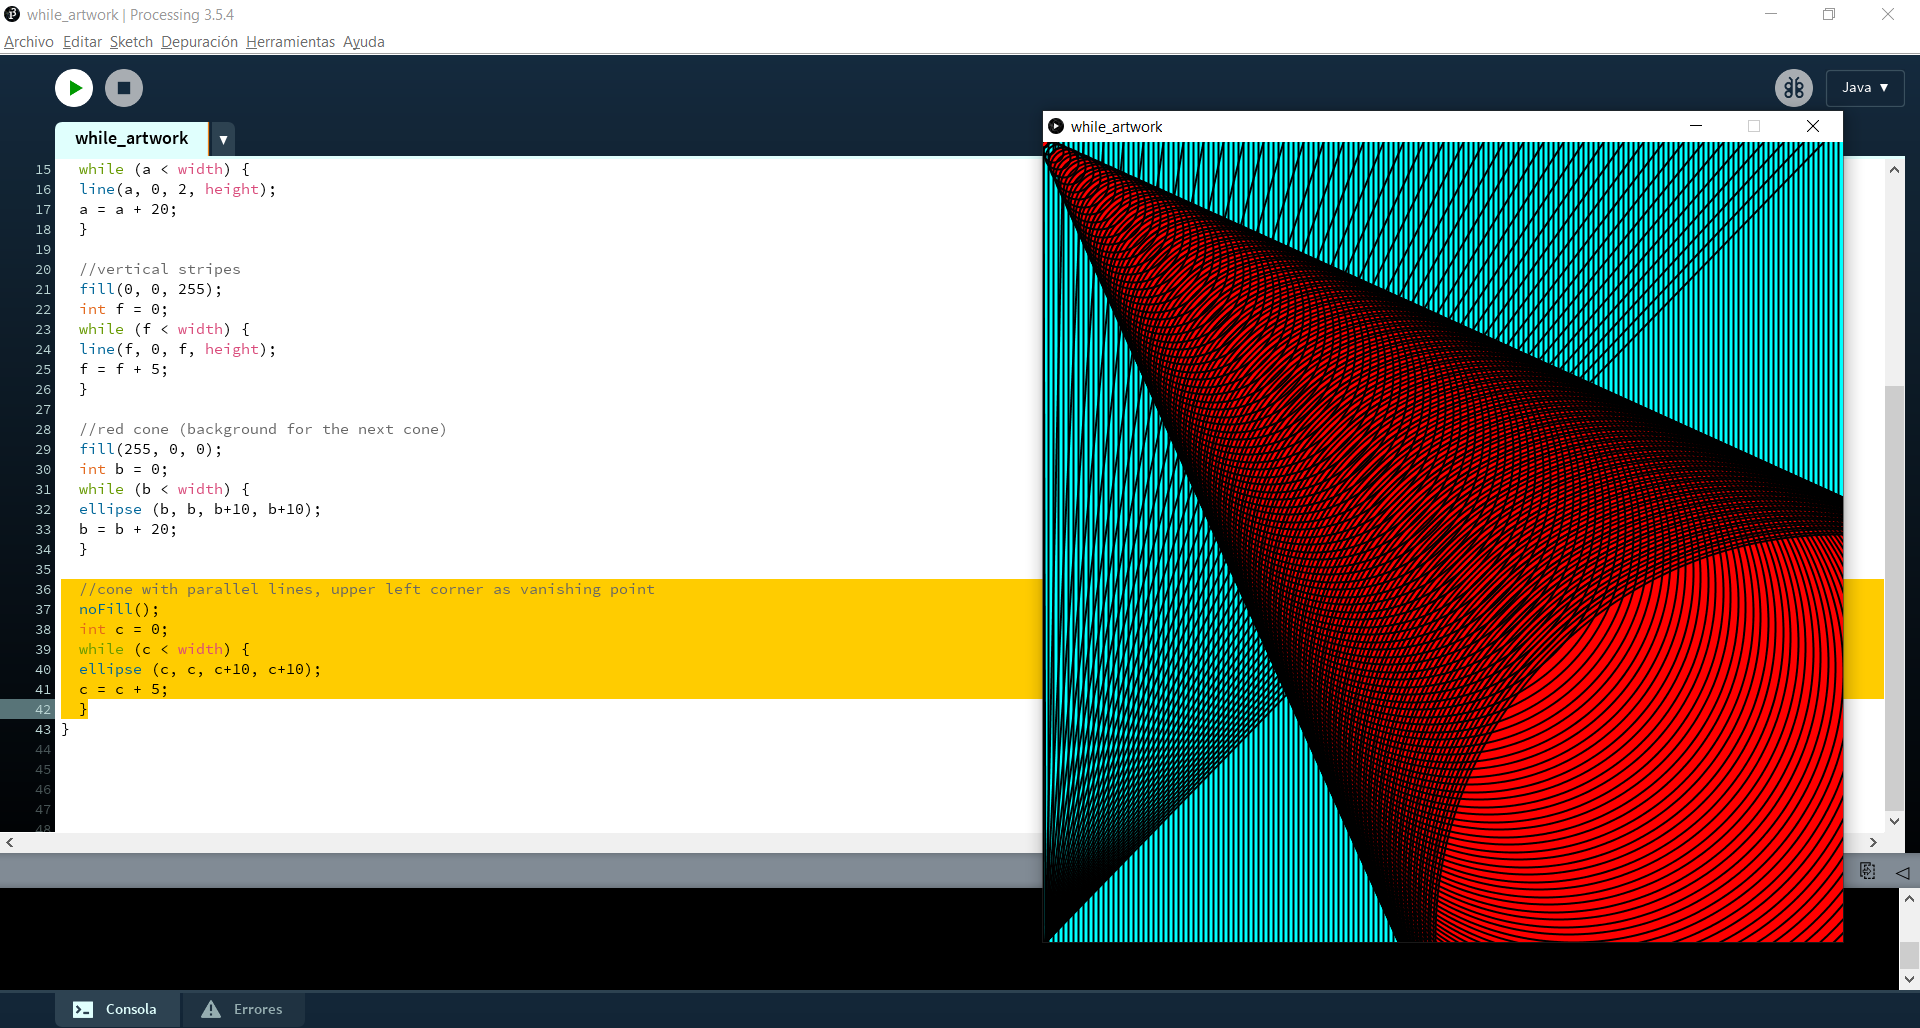 while_artwork | Processing 3.5.4
Archivo Editar Sketch Depuración Herramientas Ayuda
Java ▼
while_artwork ▼
while_artwork
15 while (a < width) {
16 line(a, 0, 2, height);
17 a = a + 20;
18 }
19
20 //vertical stripes
21 fill(0, 0, 255);
22 int f = 0;
23 while (f < width) {
24 line(f, 0, f, height);
25 f = f + 5;
26 }
27
28 //red cone (background for the next cone)
29 fill(255, 0, 0);
30 int b = 0;
31 while (b < width) {
32 ellipse (b, b, b+10, b+10);
33 b = b + 20;
34 }
35
36 //cone with parallel lines, upper left corner as vanishing point
37 noFill();
38 int c = 0;
39 while (c < width) {
40 ellipse (c, c, c+10, c+10);
41 c = c + 5;
42 }
43 }
44
45
46
47
48
Consola Errores